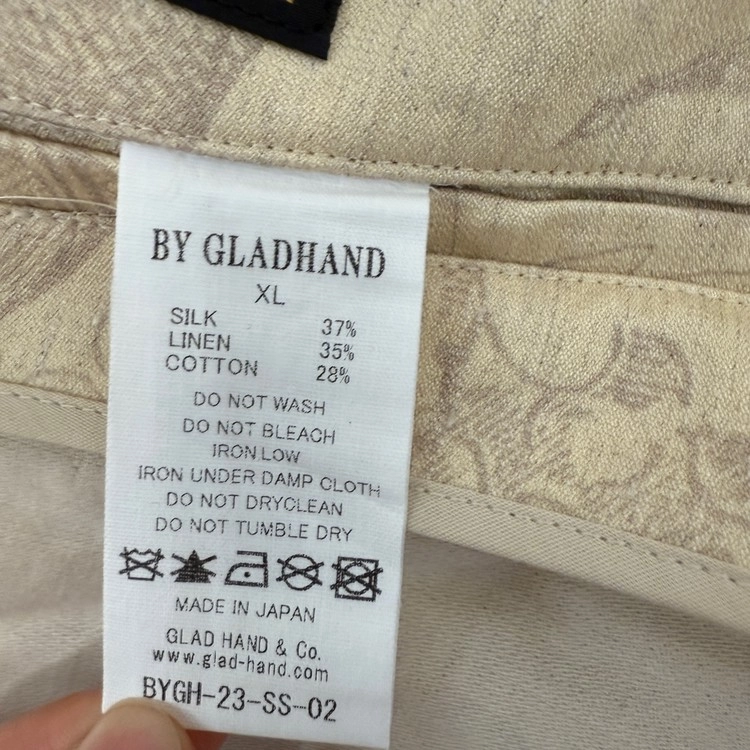 BY GLADHAND
XL
SILK 37%
LINEN 35%
COTTON 28%
DO NOT WASH
DO NOT BLEACH
IRON LOW
IRON UNDER DAMP CLOTH
DO NOT DRYCLEAN
DO NOT TUMBLE DRY
MADE IN JAPAN
GLAD HAND & Co.
www.glad-hand.com
BYGH-23-SS-02